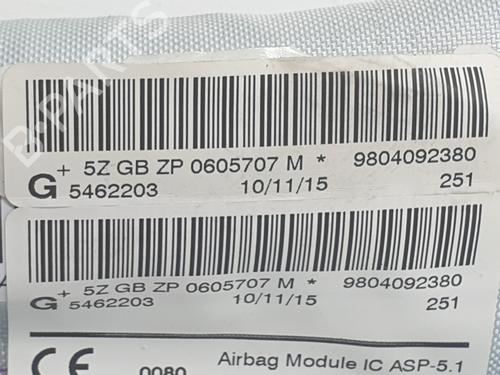 B-PARTS
+ 5Z GB ZP 0605707 M * 9804092380
G 5462203 10/11/15 251
+ 5Z GB ZP 0605707 M * 9804092380
G 5462203 10/11/15 251
CE 0080 Airbag Module IC ASP-5.1